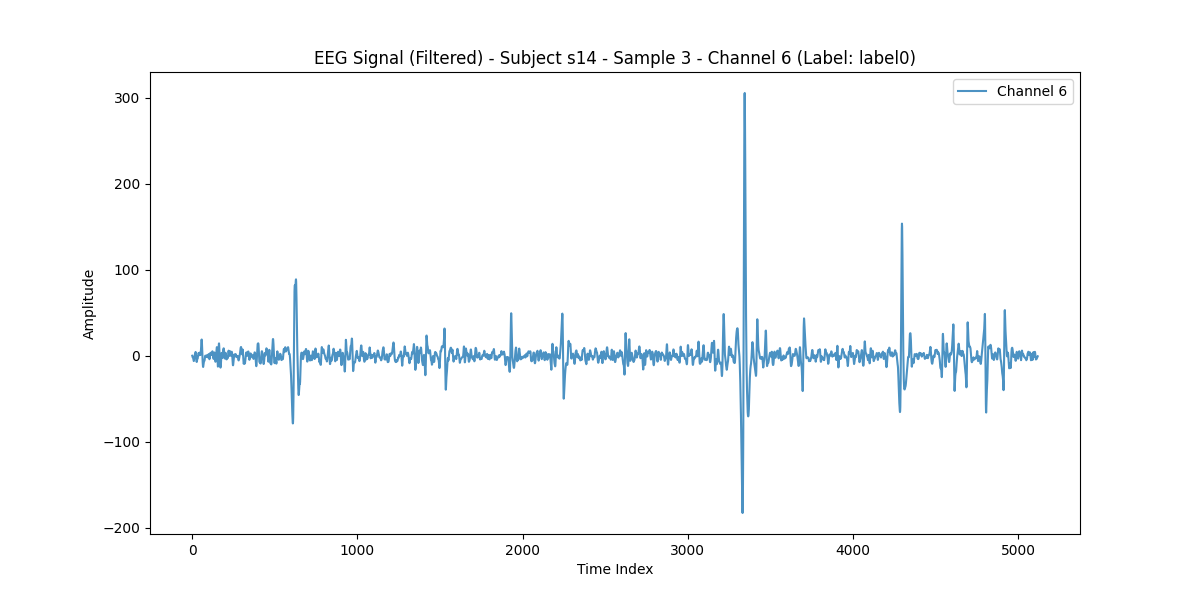 EEG Signal (Filtered) - Subject s14 - Sample 3 - Channel 6 (Label: label0)
Channel 6
300
200
100
0
−100
−200
Amplitude
0 1000 2000 3000 4000 5000
Time Index